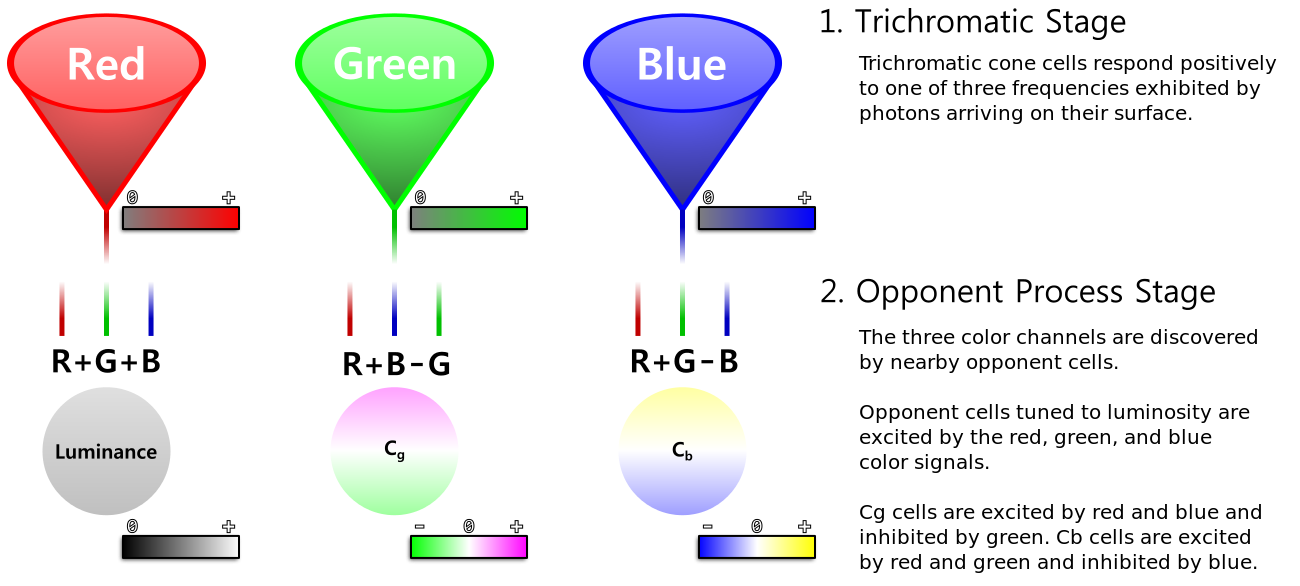 Red
Green
Blue
0 +
0 +
0 +
1. Trichromatic Stage
Trichromatic cone cells respond positively
to one of three frequencies exhibited by
photons arriving on their surface.
R+G+B
R+B−G
R+G−B
Luminance
Cg
Cb
0 +
− 0 +
− 0 +
2. Opponent Process Stage
The three color channels are discovered
by nearby opponent cells.
Opponent cells tuned to luminosity are
excited by the red, green, and blue
color signals.
Cg cells are excited by red and blue and
inhibited by green. Cb cells are excited
by red and green and inhibited by blue.